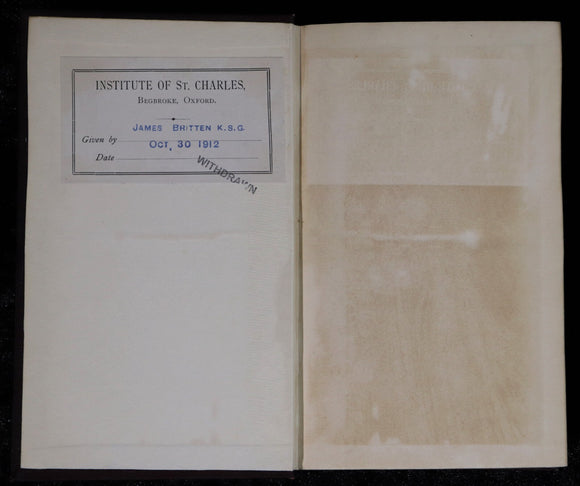 INSTITUTE OF ST. CHARLES,
BEGBROKE, OXFORD.
Given by JAMES BRITTEN K.S.G.
Date OCT. 30 1912
WITHDRAWN